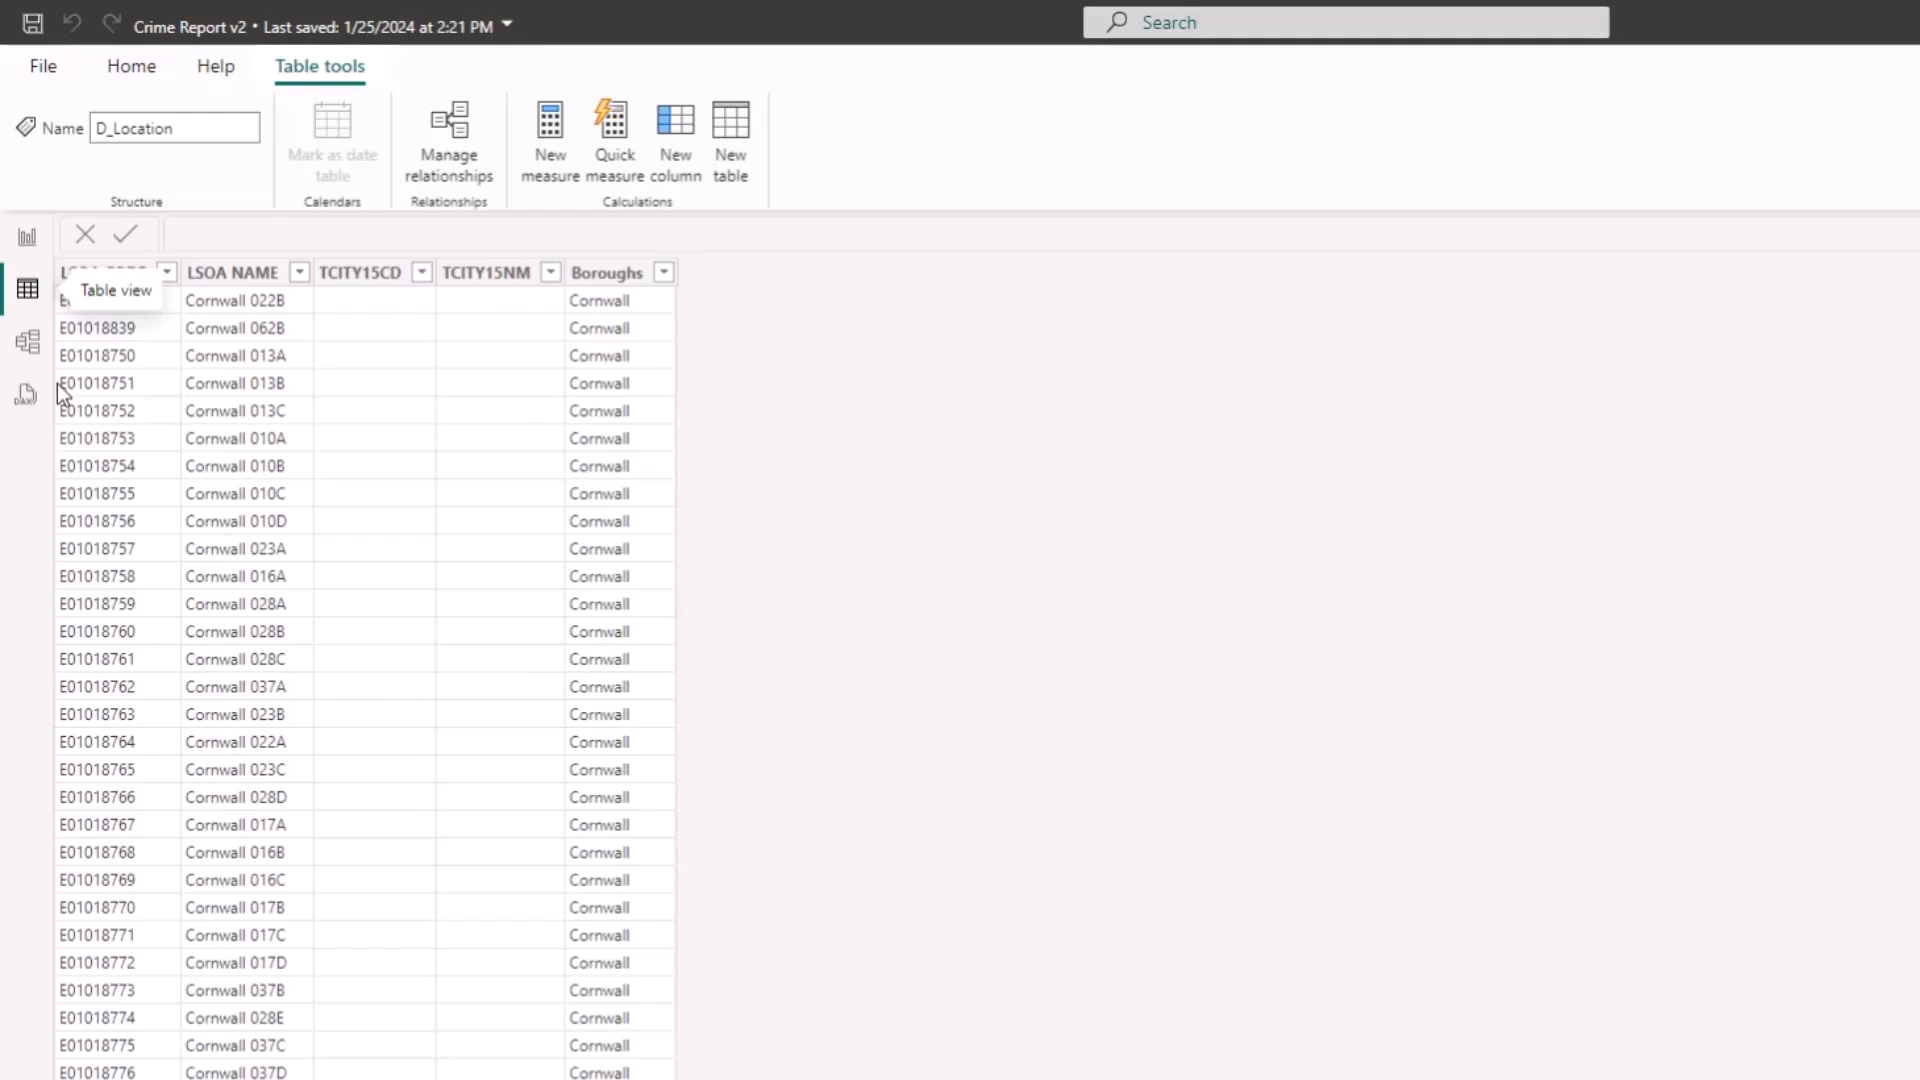 Crime Report v2 • Last saved: 1/25/2024 at 2:21 PM
Search
File Home Help Table tools
Name D_Location
Mark as date table
Manage relationships
New measure
Quick measure
New column
New table
Structure Calendars Relationships Calculations
LSOA NAME TCITY15CD TCITY15NM Boroughs
Table view
Cornwall 022B Cornwall
E01018839 Cornwall 062B Cornwall
E01018750 Cornwall 013A Cornwall
E01018751 Cornwall 013B Cornwall
DAX
E01018752 Cornwall 013C Cornwall
E01018753 Cornwall 010A Cornwall
E01018754 Cornwall 010B Cornwall
E01018755 Cornwall 010C Cornwall
E01018756 Cornwall 010D Cornwall
E01018757 Cornwall 023A Cornwall
E01018758 Cornwall 016A Cornwall
E01018759 Cornwall 028A Cornwall
E01018760 Cornwall 028B Cornwall
E01018761 Cornwall 028C Cornwall
E01018762 Cornwall 037A Cornwall
E01018763 Cornwall 023B Cornwall
E01018764 Cornwall 022A Cornwall
E01018765 Cornwall 023C Cornwall
E01018766 Cornwall 028D Cornwall
E01018767 Cornwall 017A Cornwall
E01018768 Cornwall 016B Cornwall
E01018769 Cornwall 016C Cornwall
E01018770 Cornwall 017B Cornwall
E01018771 Cornwall 017C Cornwall
E01018772 Cornwall 017D Cornwall
E01018773 Cornwall 037B Cornwall
E01018774 Cornwall 028E Cornwall
E01018775 Cornwall 037C Cornwall
E01018776 Cornwall 037D Cornwall